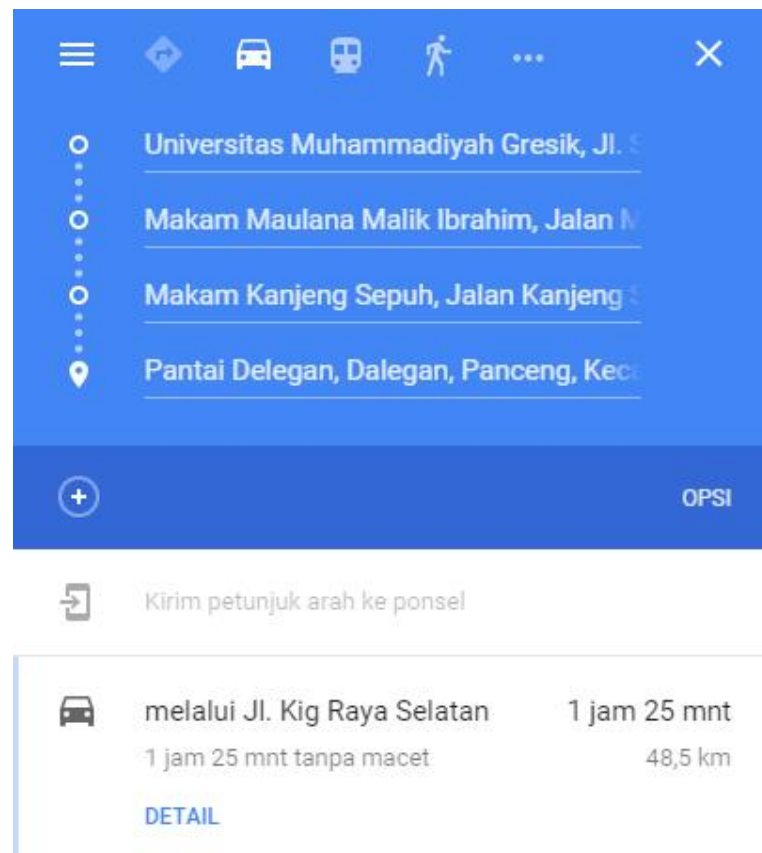 Universitas Muhammadiyah Gresik, Jl.
Makam Maulana Malik Ibrahim, Jalan M
Makam Kanjeng Sepuh, Jalan Kanjeng S
Pantai Delegan, Dalegan, Panceng, Keca
OPSI
Kirim petunjuk arah ke ponsel
melalui Jl. Kig Raya Selatan 1 jam 25 mnt
1 jam 25 mnt tanpa macet 48,5 km
DETAIL